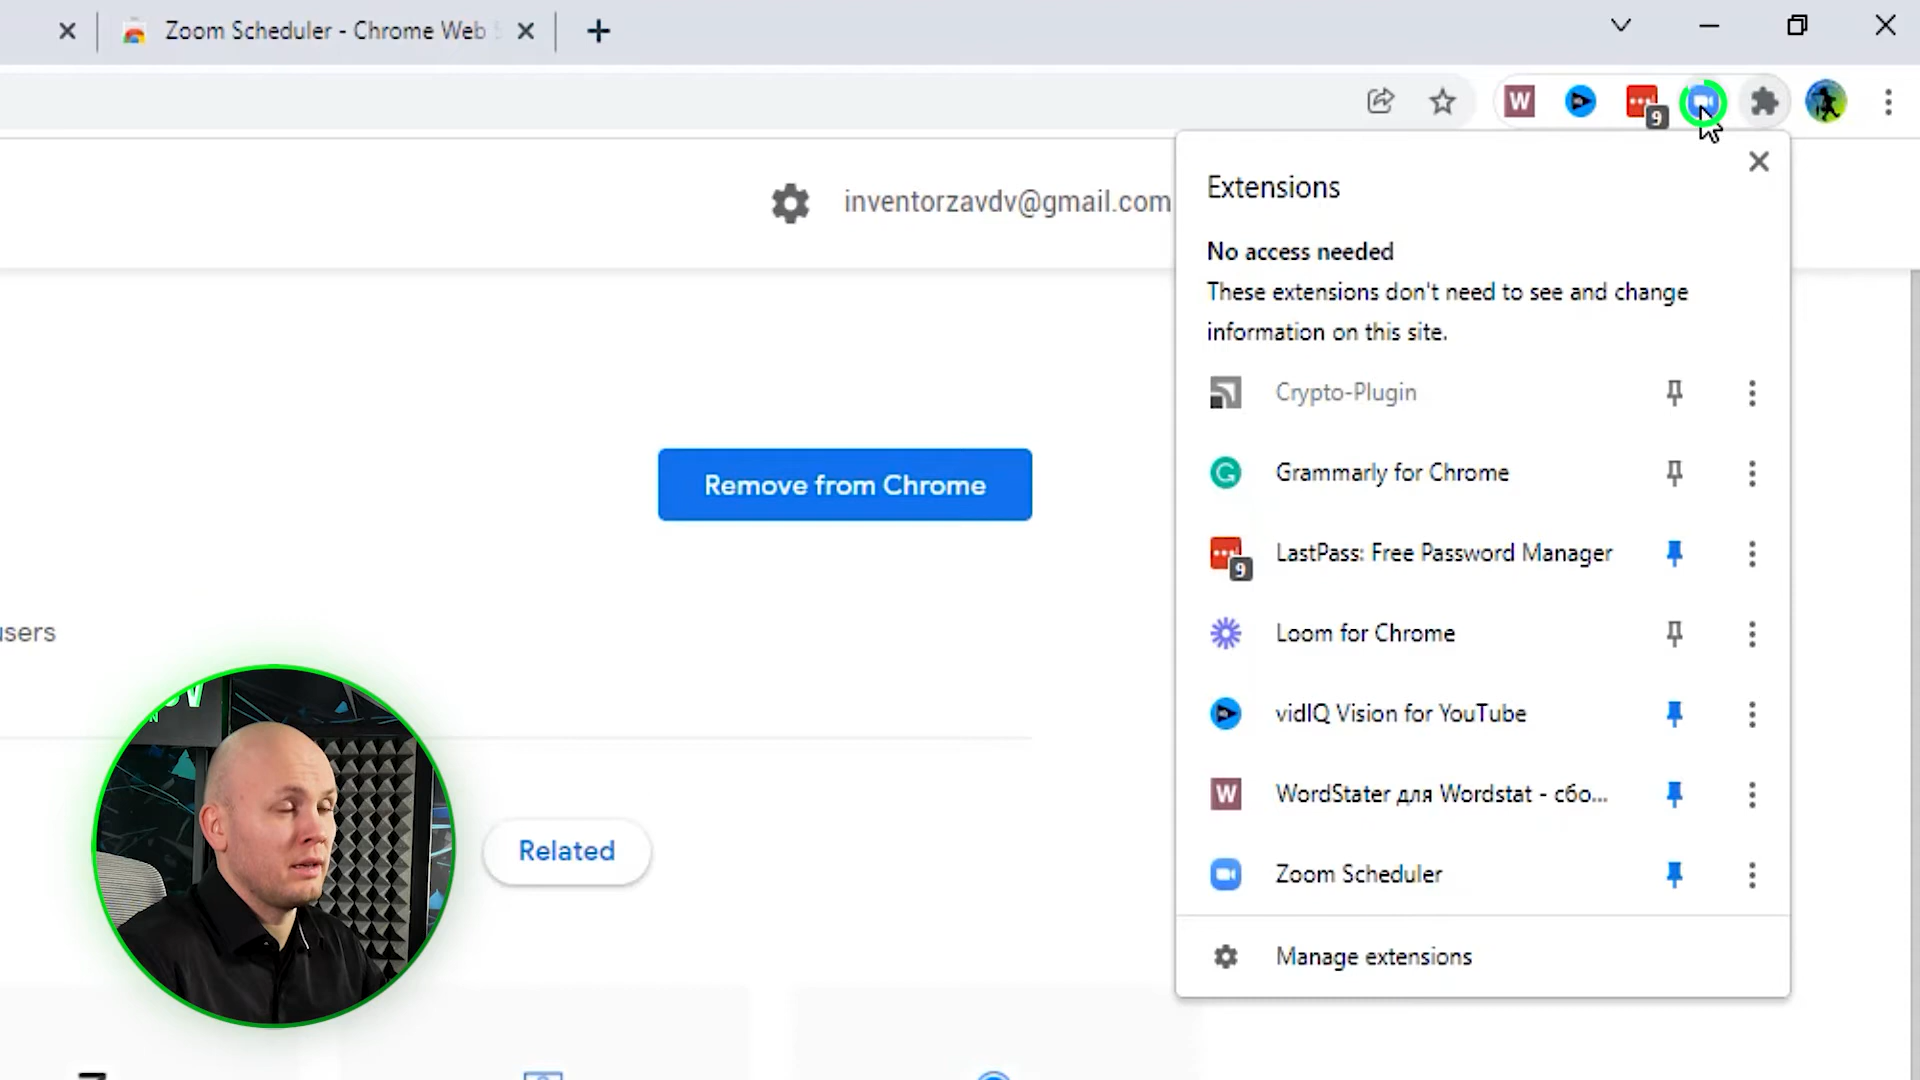 Zoom Scheduler - Chrome Web
W
9
inventorzavdv@gmail.com
Extensions
No access needed
These extensions don't need to see and change
information on this site.
Crypto-Plugin
Grammarly for Chrome
Remove from Chrome
LastPass: Free Password Manager
9
Loom for Chrome
users
vidIQ Vision for YouTube
W
WordStater для Wordstat - сбо...
Related
Zoom Scheduler
Manage extensions